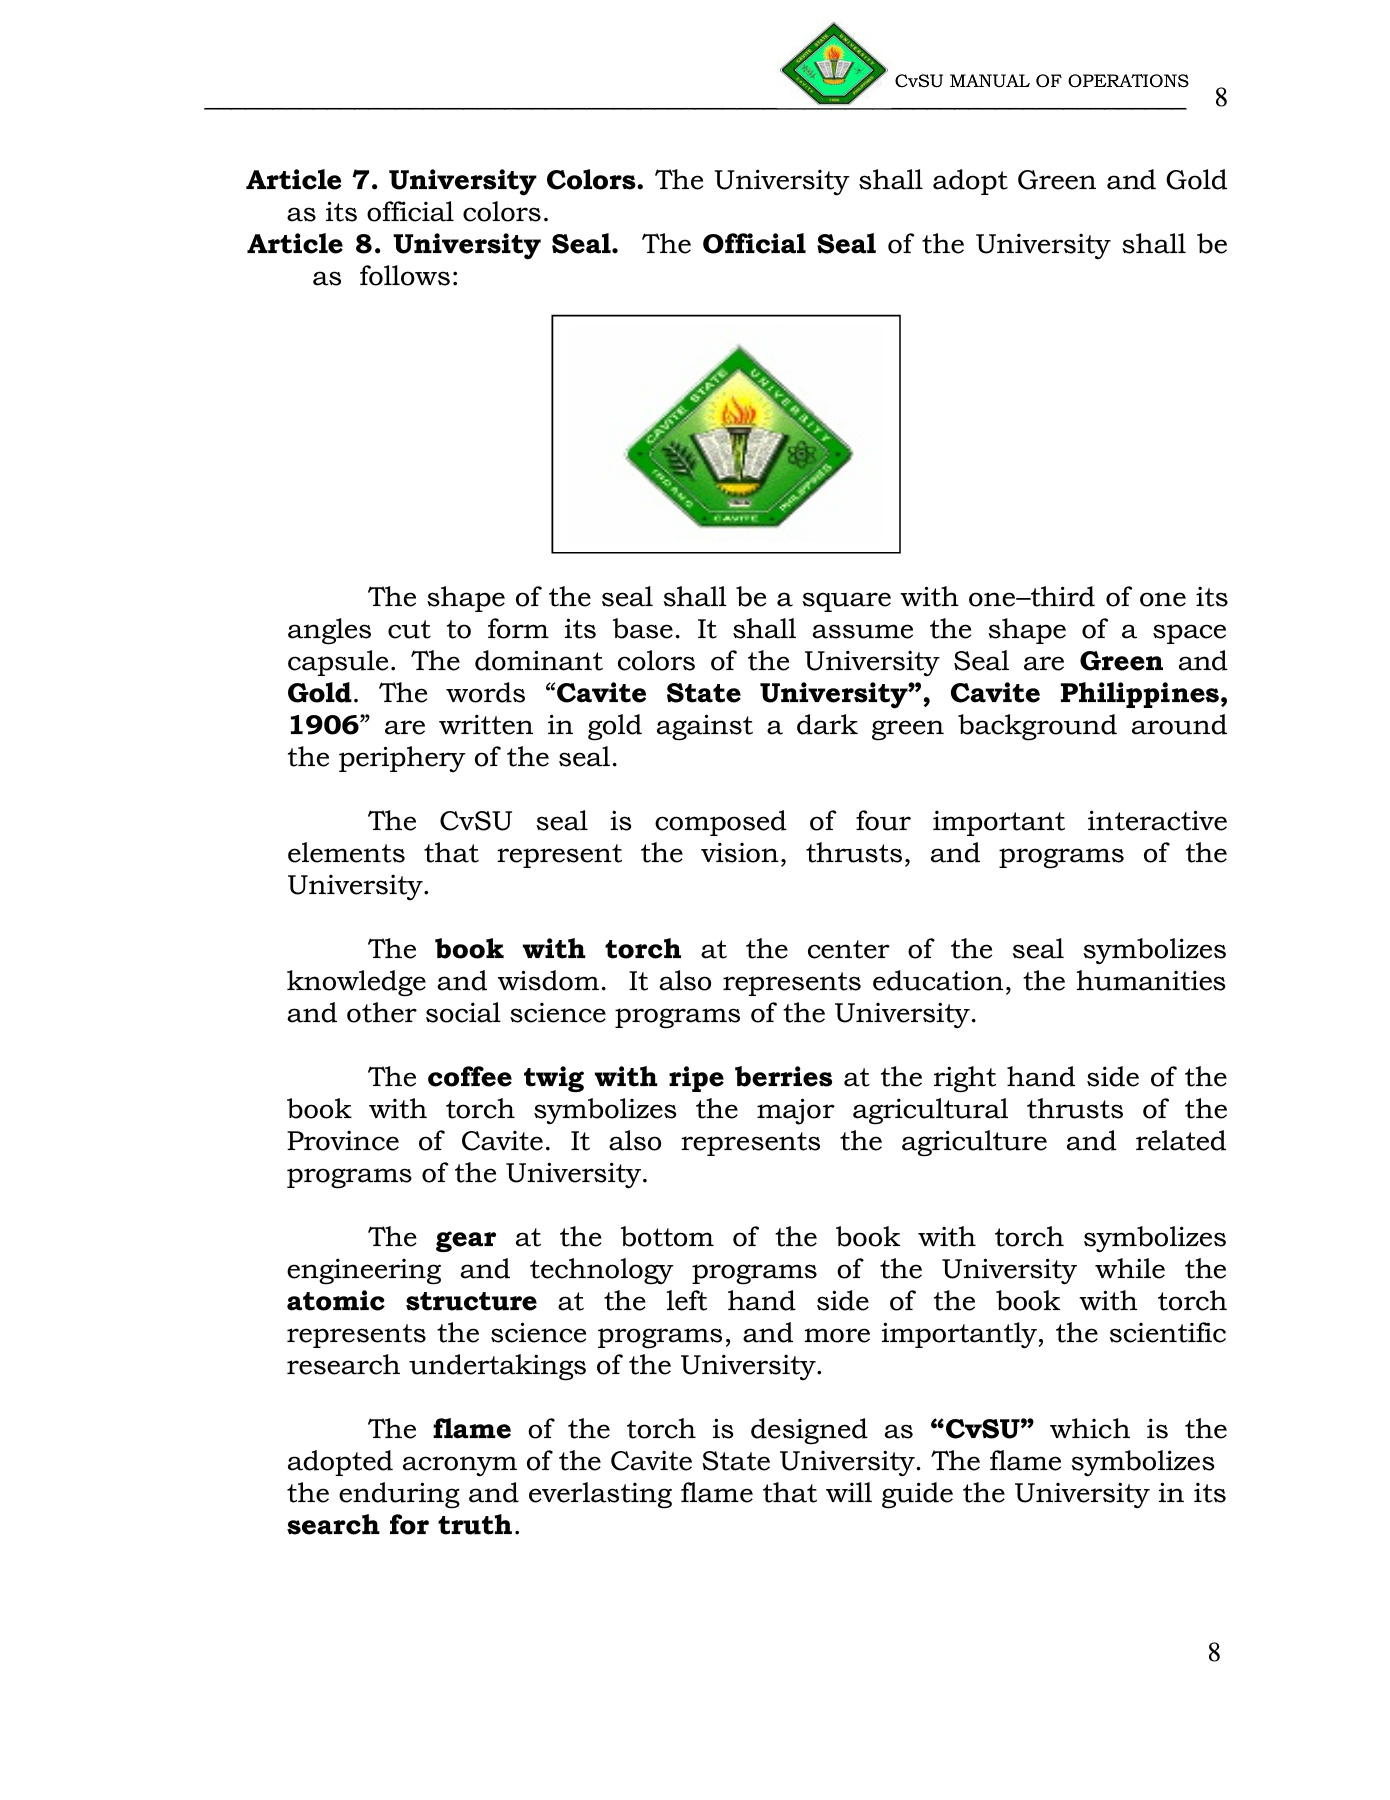 CvSU MANUAL OF OPERATIONS 8
Article 7. University Colors. The University shall adopt Green and Gold
as its official colors.
Article 8. University Seal. The Official Seal of the University shall be
as follows:
CAVITE STATE UNIVERSITY
INDANG CAVITE PHILIPPINES
The shape of the seal shall be a square with one–third of one its
angles cut to form its base. It shall assume the shape of a space
capsule. The dominant colors of the University Seal are Green and
Gold. The words “Cavite State University”, Cavite Philippines,
1906” are written in gold against a dark green background around
the periphery of the seal.
The CvSU seal is composed of four important interactive
elements that represent the vision, thrusts, and programs of the
University.
The book with torch at the center of the seal symbolizes
knowledge and wisdom. It also represents education, the humanities
and other social science programs of the University.
The coffee twig with ripe berries at the right hand side of the
book with torch symbolizes the major agricultural thrusts of the
Province of Cavite. It also represents the agriculture and related
programs of the University.
The gear at the bottom of the book with torch symbolizes
engineering and technology programs of the University while the
atomic structure at the left hand side of the book with torch
represents the science programs, and more importantly, the scientific
research undertakings of the University.
The flame of the torch is designed as “CvSU” which is the
adopted acronym of the Cavite State University. The flame symbolizes
the enduring and everlasting flame that will guide the University in its
search for truth.
8